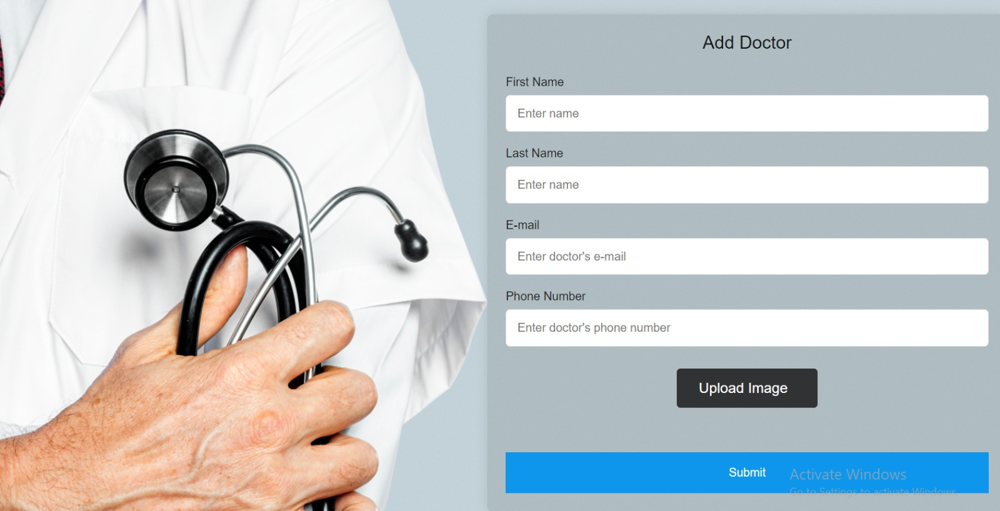 Add Doctor
First Name
Enter name
Last Name
Enter name
E-mail
Enter doctor's e-mail
Phone Number
Enter doctor's phone number
Upload Image
Submit
Activate Windows
Go to Settings to activate Windows.